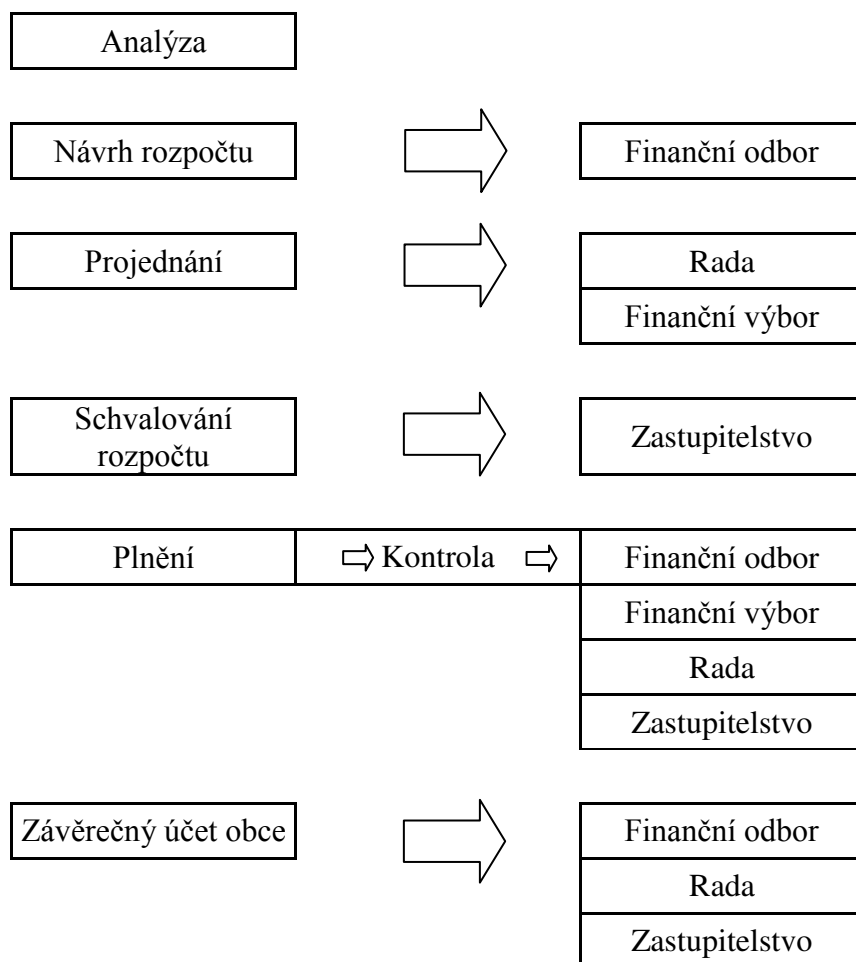 Analýza
Návrh rozpočtu
Finanční odbor
Projednání
Rada
Finanční výbor
Schvalování
rozpočtu
Zastupitelstvo
Plnění
Kontrola
Finanční odbor
Finanční výbor
Rada
Zastupitelstvo
Závěrečný účet obce
Finanční odbor
Rada
Zastupitelstvo